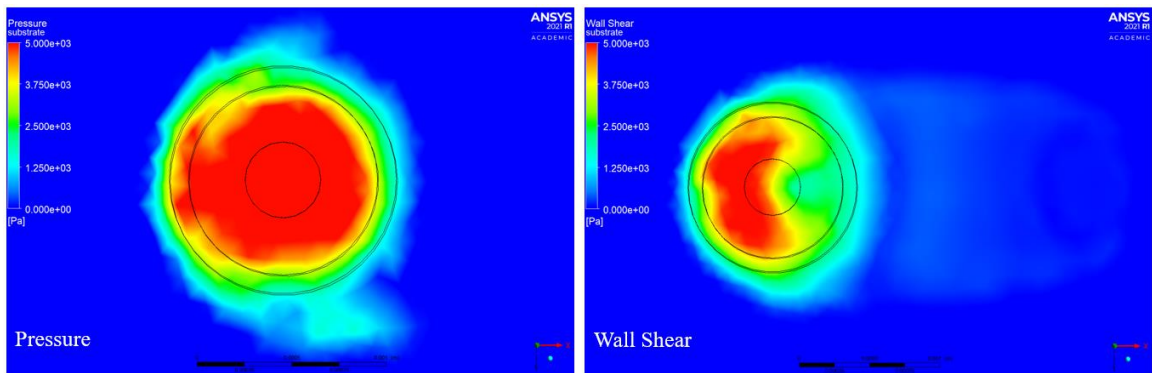 Pressure
substrate
5.000e+03
3.750e+03
2.500e+03
1.250e+03
0.000e+00
[Pa]
ANSYS
2021 R1
ACADEMIC
Pressure
Wall Shear
substrate
5.000e+03
3.750e+03
2.500e+03
1.250e+03
0.000e+00
[Pa]
ANSYS
2021 R1
ACADEMIC
Wall Shear